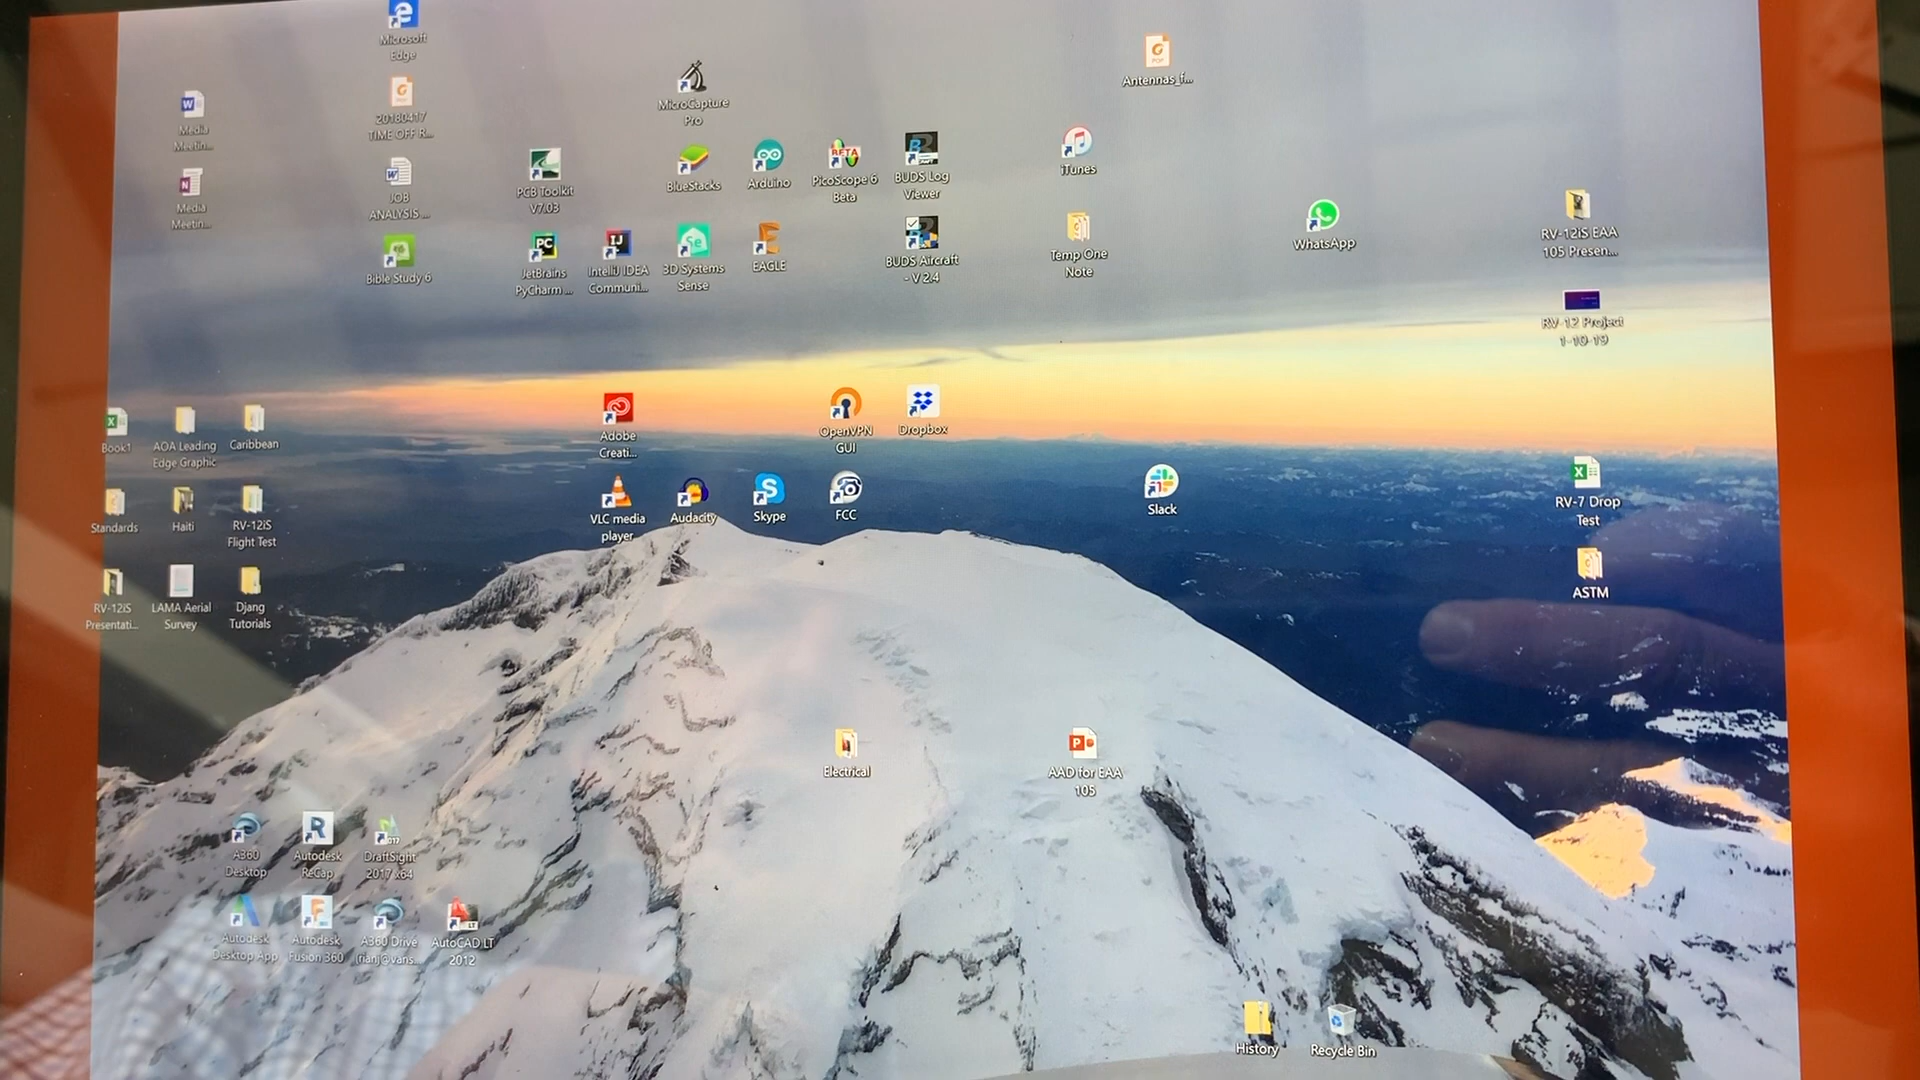 Microsoft
Edge
Media
Meetin...
20180417
TIME OFF R...
MicroCapture
Pro
Antennas_f...
Media
Meetin...
JOB
ANALYSIS ...
PCB Toolkit
V7.03
BlueStacks
Arduino
BETA
PicoScope 6
Beta
BUDS Log
Viewer
iTunes
Bible Study 6
PC
JetBrains
PyCharm ...
IJ
IntelliJ IDEA
Communi...
Se
3D Systems
Sense
EAGLE
BUDS Aircraft
- V 2.4
Temp One
Note
WhatsApp
RV-12iS EAA
105 Presen...
RV-12 Project
1-10-19
Book1
AOA Leading
Edge Graphic
Caribbean
Adobe
Creati...
OpenVPN
GUI
Dropbox
Standards
Haiti
RV-12iS
Flight Test
VLC media
player
Audacity
Skype
FCC
Slack
RV-7 Drop
Test
RV-12iS
Presentati...
LAMA Aerial
Survey
Djang
Tutorials
ASTM
Electrical
AAD for EAA
105
A360
Desktop
Autodesk
ReCap
DraftSight
2017 x64
Autodesk
Desktop App
Autodesk
Fusion 360
A360 Drive
(rianj@vans...
AutoCAD LT
2012
History
Recycle Bin